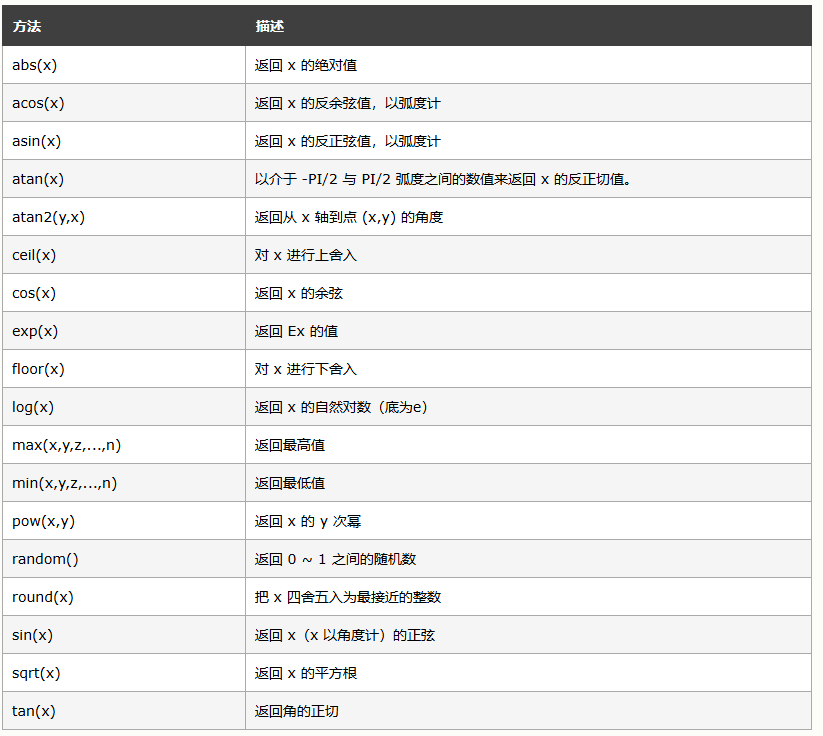 方法 描述
abs(x) 返回 x 的绝对值
acos(x) 返回 x 的反余弦值，以弧度计
asin(x) 返回 x 的反正弦值，以弧度计
atan(x) 以介于 -PI/2 与 PI/2 弧度之间的数值来返回 x 的反正切值。
atan2(y,x) 返回从 x 轴到点 (x,y) 的角度
ceil(x) 对 x 进行上舍入
cos(x) 返回 x 的余弦
exp(x) 返回 Ex 的值
floor(x) 对 x 进行下舍入
log(x) 返回 x 的自然对数（底为e）
max(x,y,z,...,n) 返回最高值
min(x,y,z,...,n) 返回最低值
pow(x,y) 返回 x 的 y 次幂
random() 返回 0 ~ 1 之间的随机数
round(x) 把 x 四舍五入为最接近的整数
sin(x) 返回 x（x 以角度计）的正弦
sqrt(x) 返回 x 的平方根
tan(x) 返回角的正切